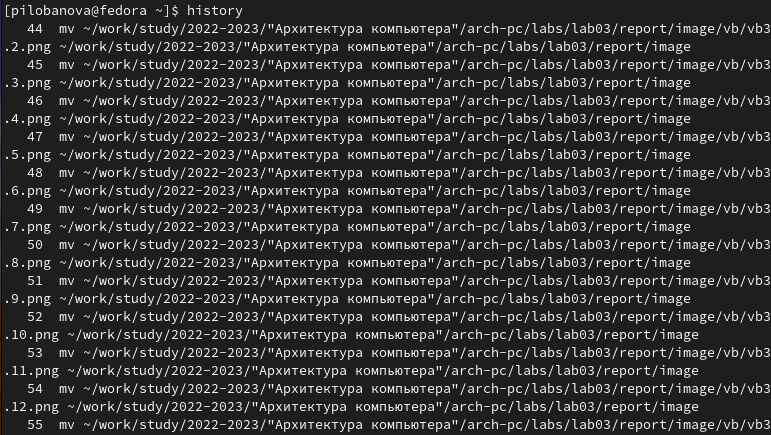 [pilobanova@fedora ~]$ history
   44  mv ~/work/study/2022-2023/"Архитектура компьютера"/arch-pc/labs/lab03/report/image/vb/vb3
.2.png ~/work/study/2022-2023/"Архитектура компьютера"/arch-pc/labs/lab03/report/image
   45  mv ~/work/study/2022-2023/"Архитектура компьютера"/arch-pc/labs/lab03/report/image/vb/vb3
.3.png ~/work/study/2022-2023/"Архитектура компьютера"/arch-pc/labs/lab03/report/image
   46  mv ~/work/study/2022-2023/"Архитектура компьютера"/arch-pc/labs/lab03/report/image/vb/vb3
.4.png ~/work/study/2022-2023/"Архитектура компьютера"/arch-pc/labs/lab03/report/image
   47  mv ~/work/study/2022-2023/"Архитектура компьютера"/arch-pc/labs/lab03/report/image/vb/vb3
.5.png ~/work/study/2022-2023/"Архитектура компьютера"/arch-pc/labs/lab03/report/image
   48  mv ~/work/study/2022-2023/"Архитектура компьютера"/arch-pc/labs/lab03/report/image/vb/vb3
.6.png ~/work/study/2022-2023/"Архитектура компьютера"/arch-pc/labs/lab03/report/image
   49  mv ~/work/study/2022-2023/"Архитектура компьютера"/arch-pc/labs/lab03/report/image/vb/vb3
.7.png ~/work/study/2022-2023/"Архитектура компьютера"/arch-pc/labs/lab03/report/image
   50  mv ~/work/study/2022-2023/"Архитектура компьютера"/arch-pc/labs/lab03/report/image/vb/vb3
.8.png ~/work/study/2022-2023/"Архитектура компьютера"/arch-pc/labs/lab03/report/image
   51  mv ~/work/study/2022-2023/"Архитектура компьютера"/arch-pc/labs/lab03/report/image/vb/vb3
.9.png ~/work/study/2022-2023/"Архитектура компьютера"/arch-pc/labs/lab03/report/image
   52  mv ~/work/study/2022-2023/"Архитектура компьютера"/arch-pc/labs/lab03/report/image/vb/vb3
.10.png ~/work/study/2022-2023/"Архитектура компьютера"/arch-pc/labs/lab03/report/image
   53  mv ~/work/study/2022-2023/"Архитектура компьютера"/arch-pc/labs/lab03/report/image/vb/vb3
.11.png ~/work/study/2022-2023/"Архитектура компьютера"/arch-pc/labs/lab03/report/image
   54  mv ~/work/study/2022-2023/"Архитектура компьютера"/arch-pc/labs/lab03/report/image/vb/vb3
.12.png ~/work/study/2022-2023/"Архитектура компьютера"/arch-pc/labs/lab03/report/image
   55  mv ~/work/study/2022-2023/"Архитектура компьютера"/arch-pc/labs/lab03/report/image/vb/vb3